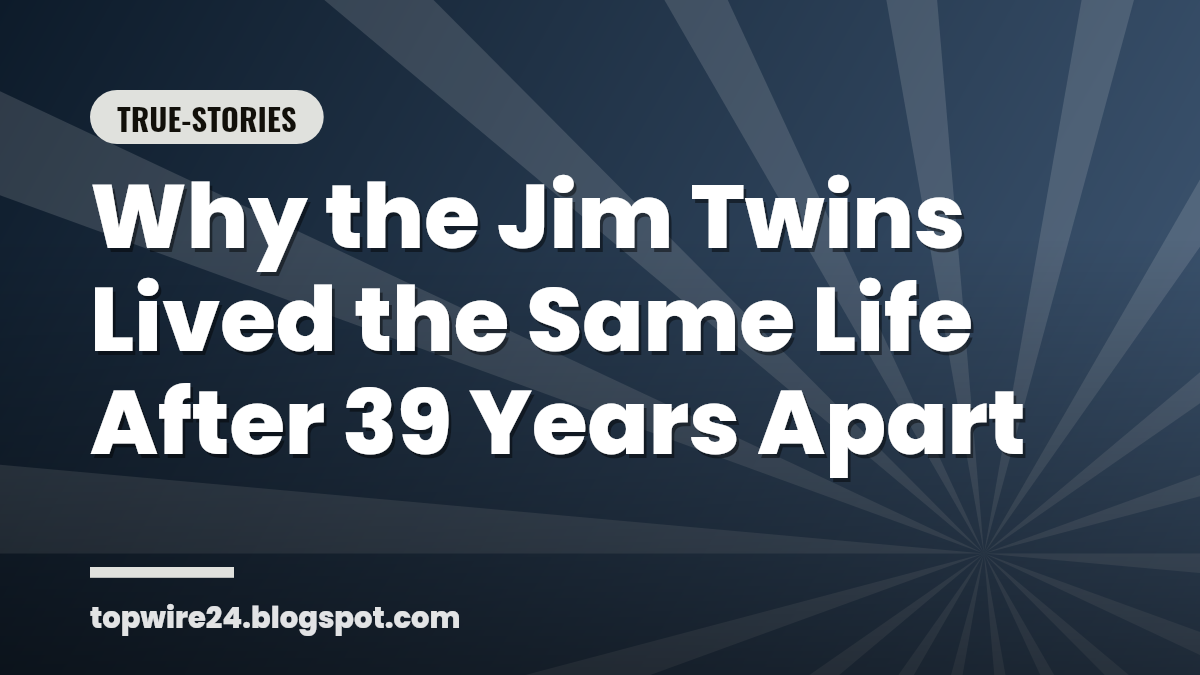 TRUE-STORIES
Why the Jim Twins
Lived the Same Life
After 39 Years Apart
topwire24.blogspot.com